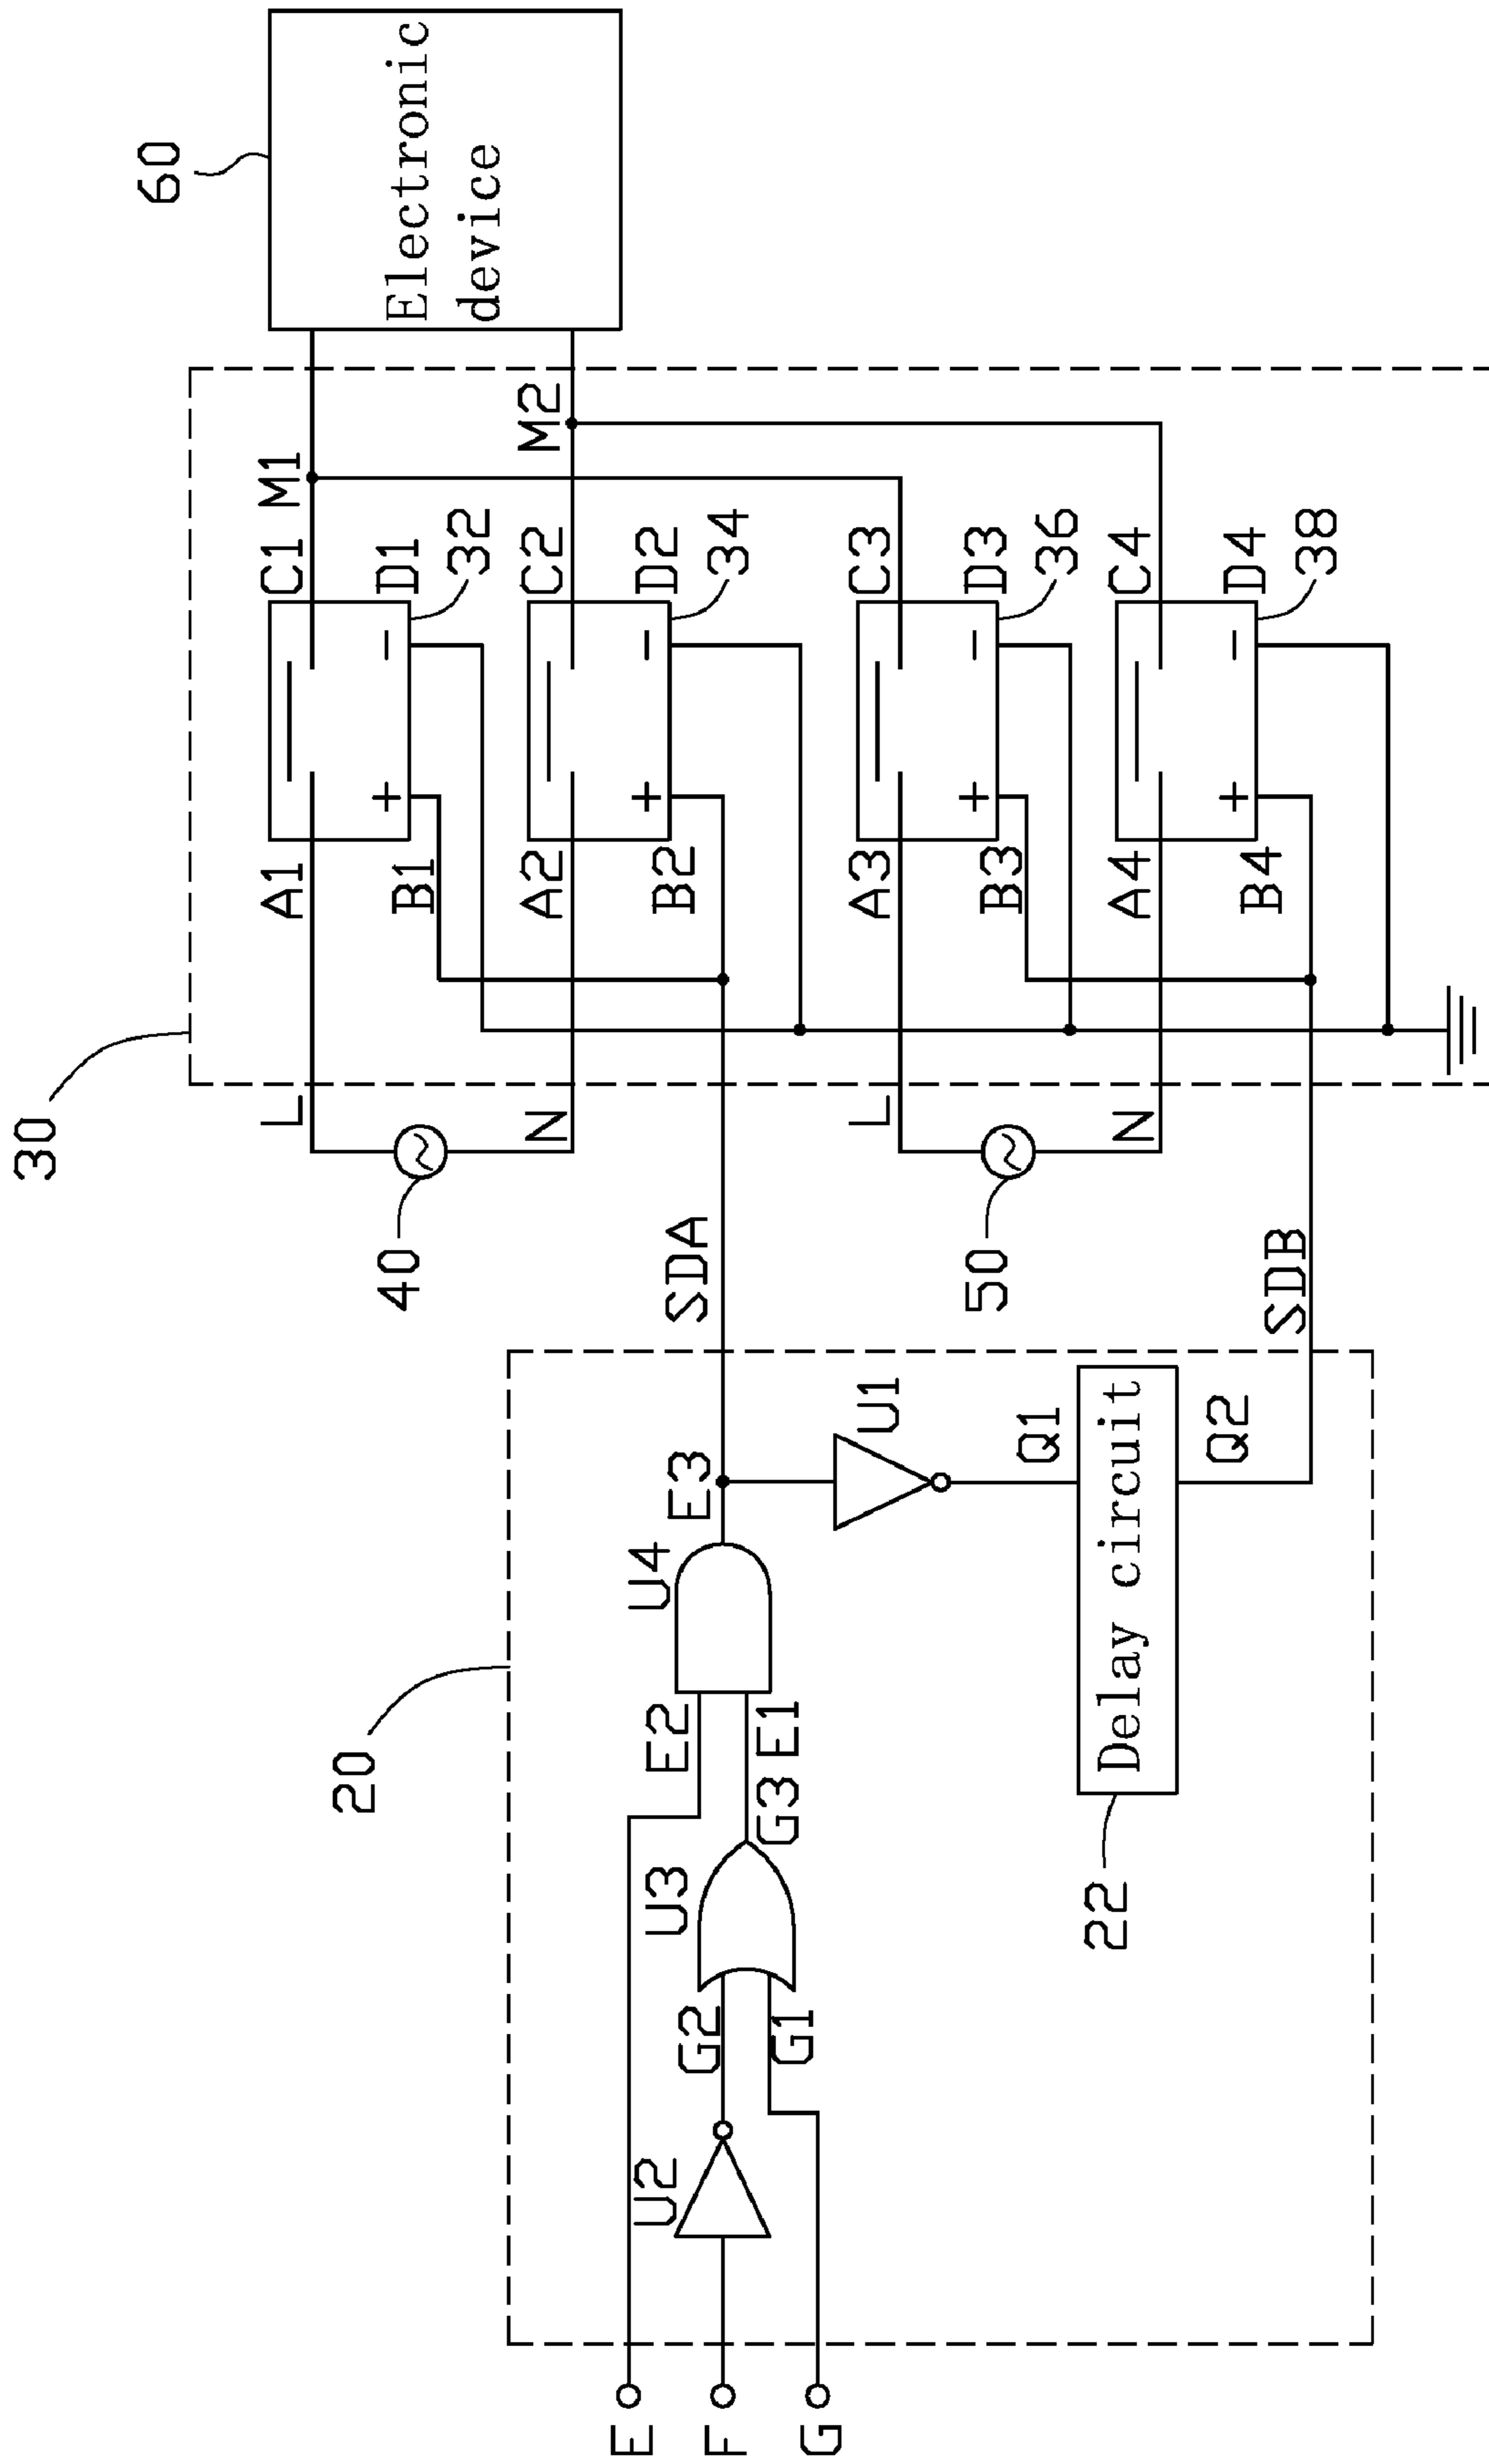 30
20
40
L
A1
C1
M1
60
Electronic
device
B1
D1
32
N
A2
C2
M2
SDA
B2
D2
34
E
U2
G2
U3
E2
U4
E3
F
G
G1
G3
E1
U1
50
L
A3
C3
B3
D3
36
22
Delay circuit
Q1
Q2
N
A4
C4
SDB
B4
D4
38